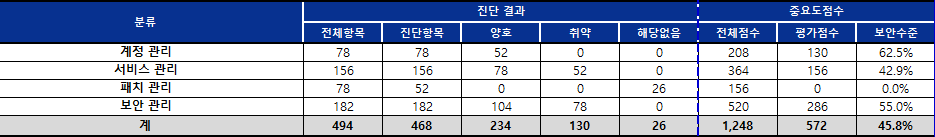 분류 진단 결과 중요도점수
전체항목 진단항목 양호 취약 해당없음 전체점수 평가점수 보안수준
계정 관리 78 78 52 0 0 208 130 62.5%
서비스 관리 156 156 78 52 0 364 156 42.9%
패치 관리 78 52 0 0 26 156 0 0.0%
보안 관리 182 182 104 78 0 520 286 55.0%
계 494 468 234 130 26 1,248 572 45.8%